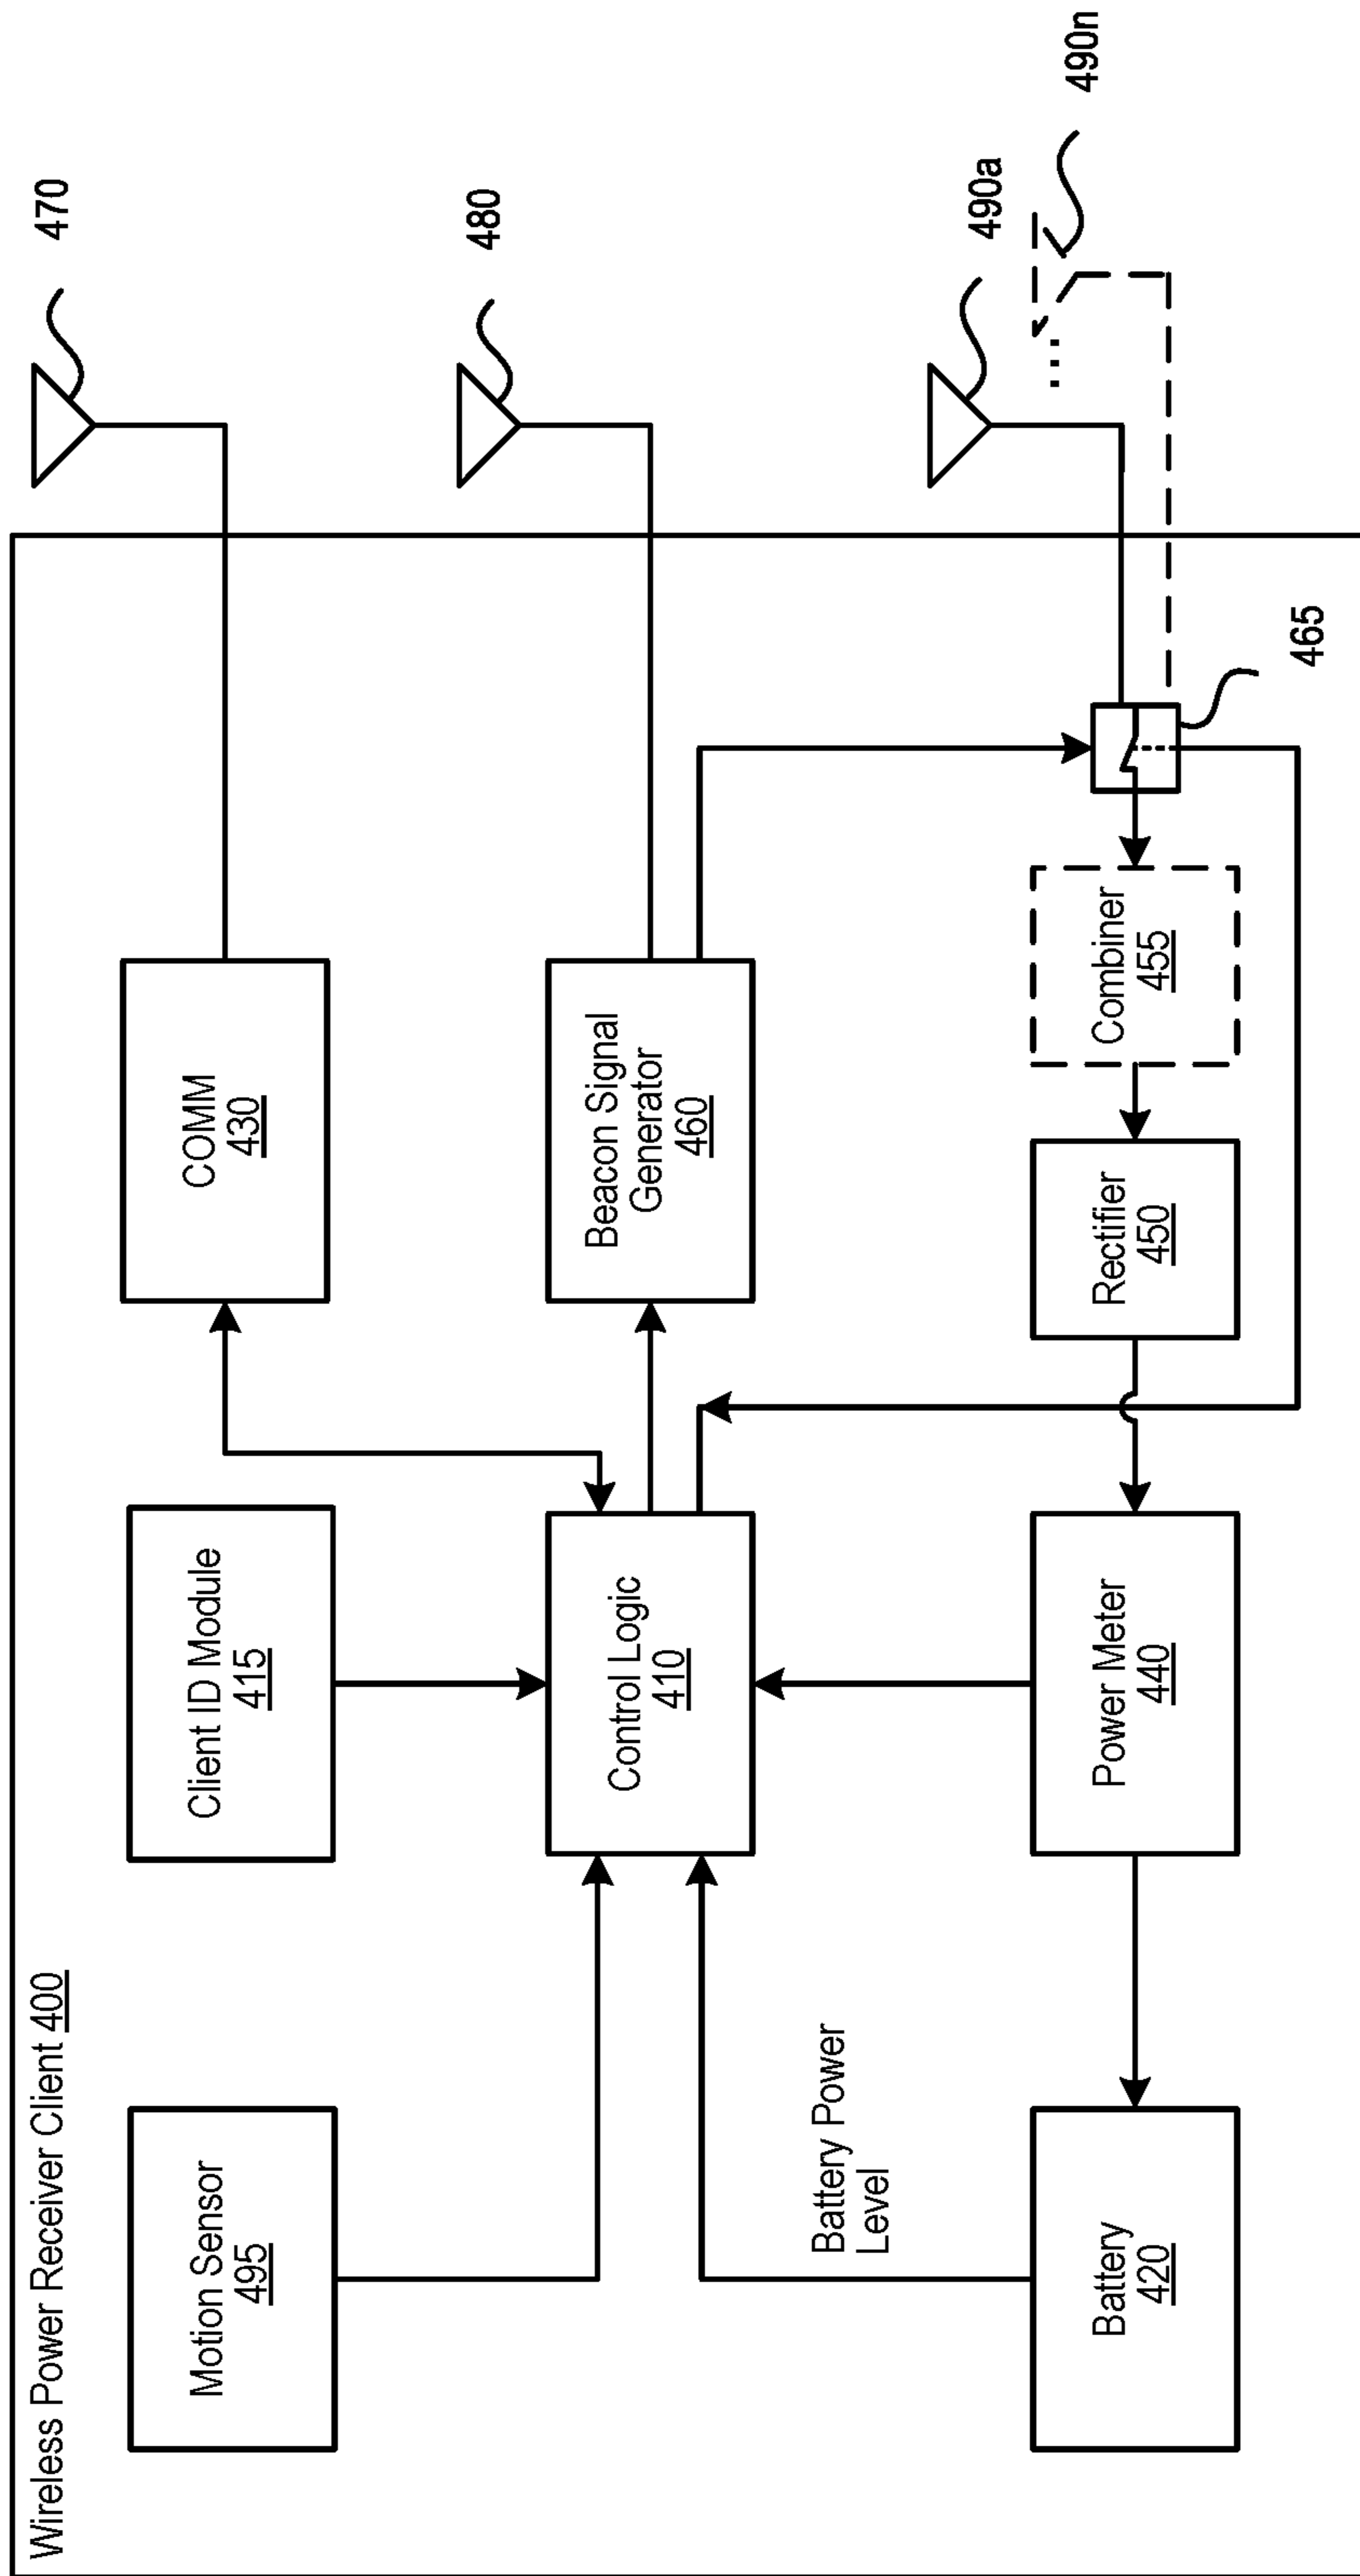 Wireless Power Receiver Client 400
Motion Sensor
495
Client ID Module
415
COMM
430
470
Control Logic
410
Beacon Signal
Generator
460
480
Battery Power
Level
Battery
420
Power Meter
440
Rectifier
450
Combiner
455
465
490a
...
490n